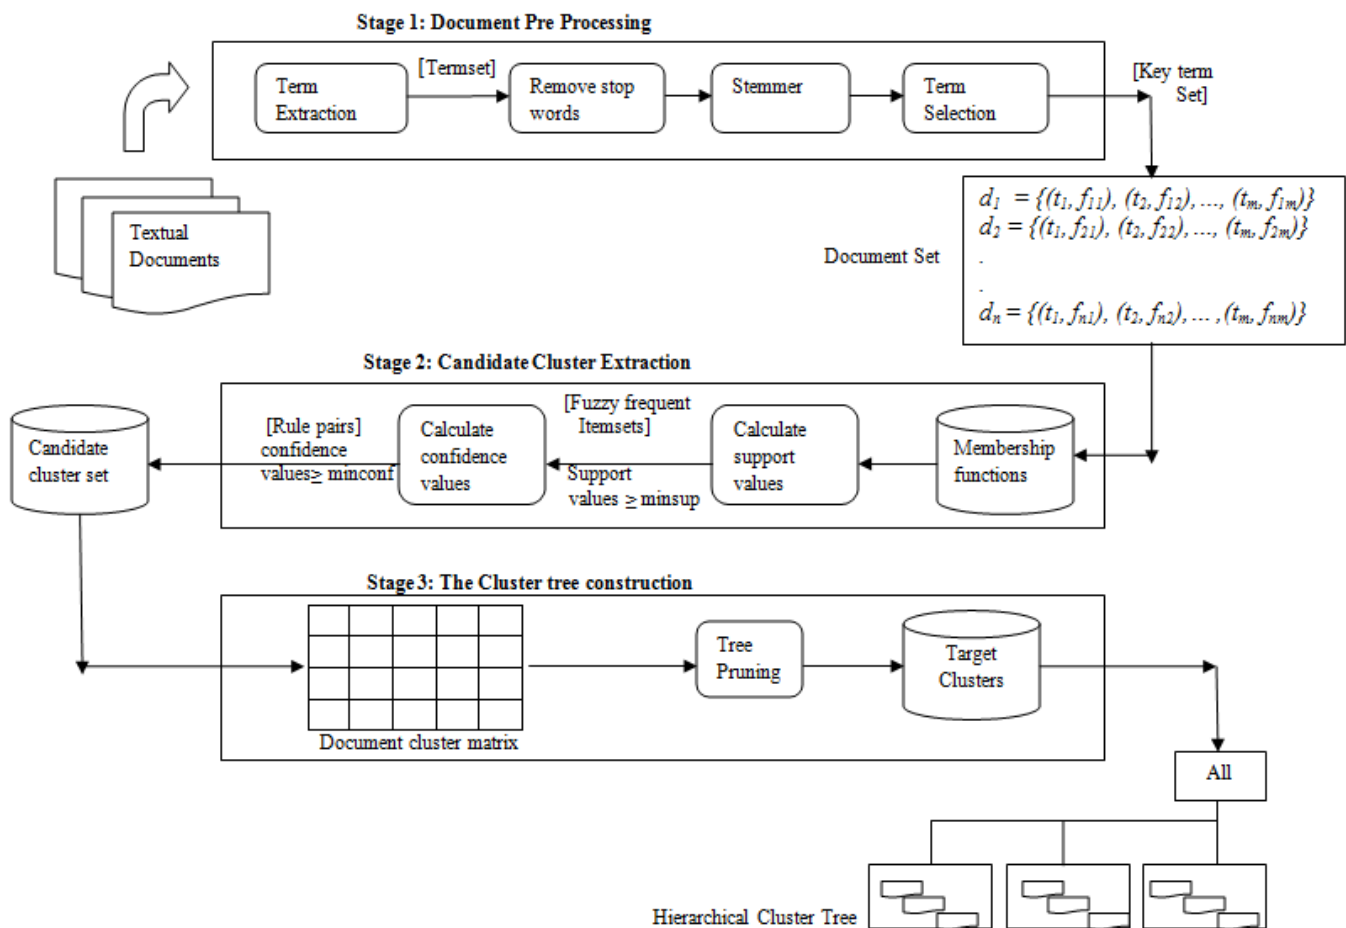 Stage 1: Document Pre Processing
[Termset]
Term
Extraction
Remove stop
words
Stemmer
Term
Selection
[Key term
Set]
Textual
Documents
Document Set
d1 = {(t1, f11), (t2, f12), ..., (tm, f1m)}
d2 = {(t1, f21), (t2, f22), ..., (tm, f2m)}
.
.
dn = {(t1, fn1), (t2, fn2), ... ,(tm, fnm)}
Stage 2: Candidate Cluster Extraction
Candidate
cluster set
[Rule pairs]
confidence
values≥ minconf
Calculate
confidence
values
[Fuzzy frequent
Itemsets]
Support
values ≥ minsup
Calculate
support
values
Membership
functions
Stage 3: The Cluster tree construction
Document cluster matrix
Tree
Pruning
Target
Clusters
All
Hierarchical Cluster Tree